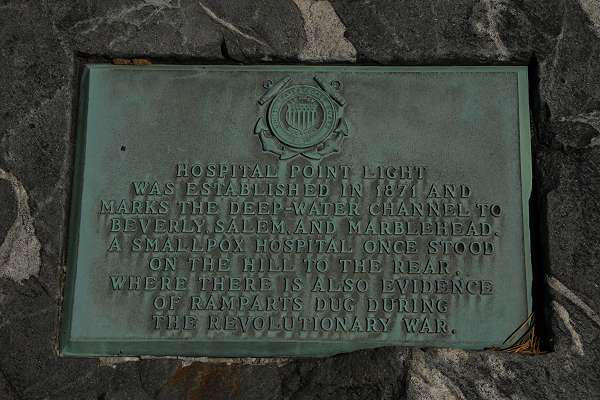 HOSPITAL POINT LIGHT
WAS ESTABLISHED IN 1871 AND
MARKS THE DEEP-WATER CHANNEL TO
BEVERLY, SALEM, AND MARBLEHEAD.
A SMALLPOX HOSPITAL ONCE STOOD
ON THE HILL TO THE REAR,
WHERE THERE IS ALSO EVIDENCE
OF RAMPARTS DUG DURING
THE REVOLUTIONARY WAR.